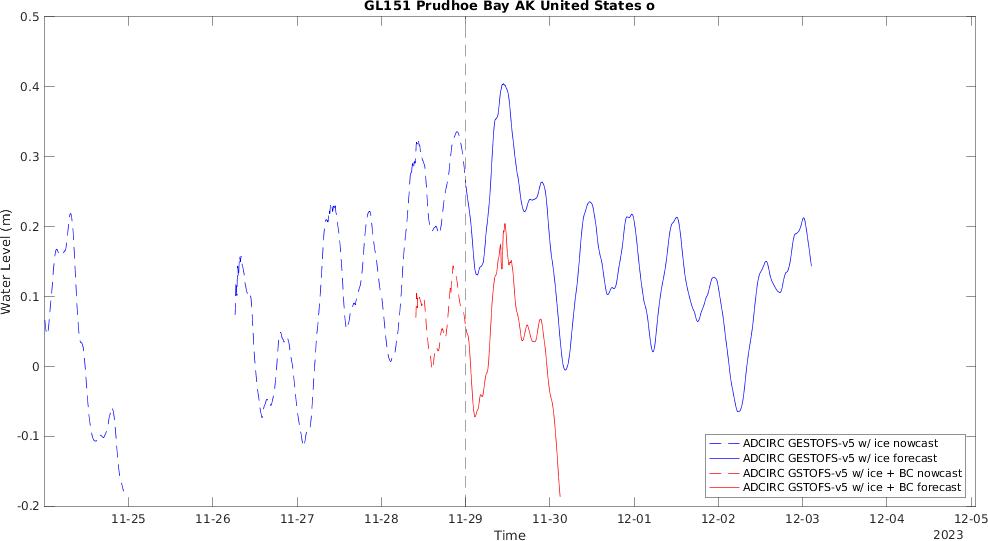 GL151 Prudhoe Bay AK United States o
0.5
0.4
0.3
0.2
0.1
0
-0.1
-0.2
Water Level (m)
ADCIRC GESTOFS-v5 w/ ice nowcast
ADCIRC GESTOFS-v5 w/ ice forecast
ADCIRC GSTOFS-v5 w/ ice + BC nowcast
ADCIRC GSTOFS-v5 w/ ice + BC forecast
11-25 11-26 11-27 11-28 11-29 11-30 12-01 12-02 12-03 12-04 12-05
Time
2023